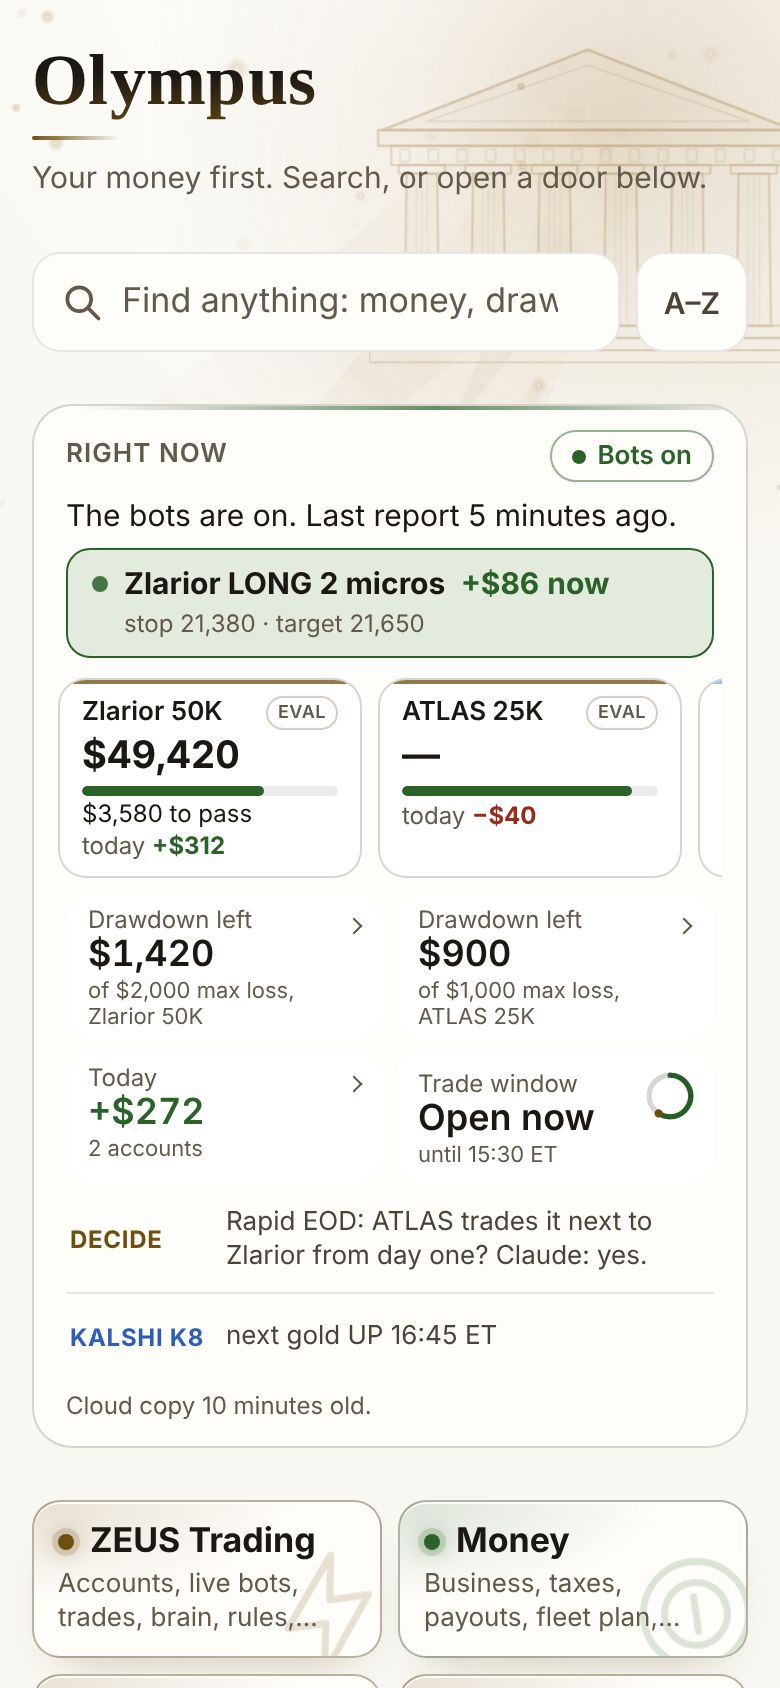 Olympus
Your money first. Search, or open a door below.
Find anything: money, draw
A–Z
RIGHT NOW
Bots on
The bots are on. Last report 5 minutes ago.
Zlarior LONG 2 micros +$86 now
stop 21,380 · target 21,650
Zlarior 50K
EVAL
$49,420
$3,580 to pass
today +$312
ATLAS 25K
EVAL
—
today −$40
Drawdown left
$1,420
of $2,000 max loss,
Zlarior 50K
Drawdown left
$900
of $1,000 max loss,
ATLAS 25K
Today
+$272
2 accounts
Trade window
Open now
until 15:30 ET
DECIDE
Rapid EOD: ATLAS trades it next to
Zlarior from day one? Claude: yes.
KALSHI K8
next gold UP 16:45 ET
Cloud copy 10 minutes old.
ZEUS Trading
Accounts, live bots,
trades, brain, rules,...
Money
Business, taxes,
payouts, fleet plan,...